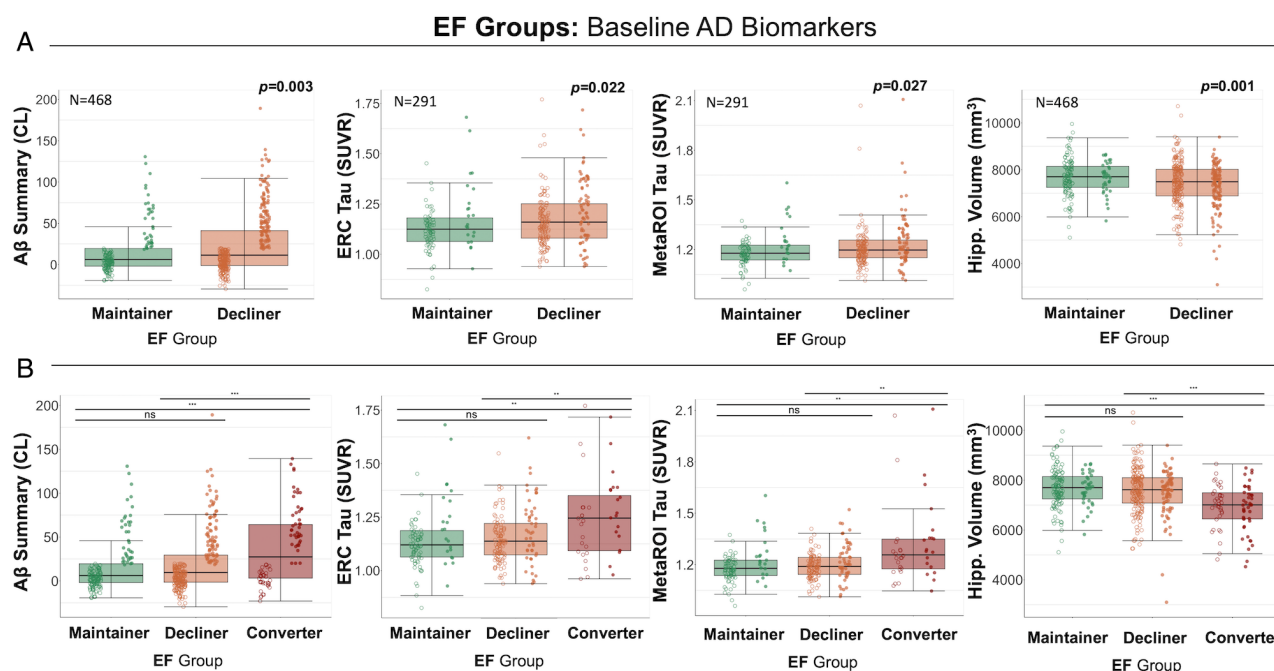 EF Groups: Baseline AD Biomarkers
A
Aβ Summary (CL)
200
150
100
50
0
N=468
p=0.003
Maintainer
Decliner
EF Group
ERC Tau (SUVR)
1.75
1.50
1.25
1.00
N=291
p=0.022
Maintainer
Decliner
EF Group
MetaROI Tau (SUVR)
2.1
1.8
1.5
1.2
N=291
p=0.027
Maintainer
Decliner
EF Group
Hipp. Volume (mm³)
10000
8000
6000
4000
N=468
p=0.001
Maintainer
Decliner
EF Group
B
Aβ Summary (CL)
200
150
100
50
0
***
***
ns
Maintainer
Decliner
Converter
EF Group
ERC Tau (SUVR)
1.75
1.50
1.25
1.00
**
**
ns
Maintainer
Decliner
Converter
EF Group
MetaROI Tau (SUVR)
2.1
1.8
1.5
1.2
**
**
ns
Maintainer
Decliner
Converter
EF Group
Hipp. Volume (mm³)
10000
8000
6000
4000
***
***
ns
Maintainer
Decliner
Converte
EF Group